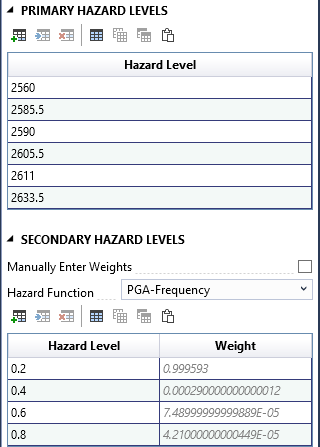 PRIMARY HAZARD LEVELS
Hazard Level
2560
2585.5
2590
2605.5
2611
2633.5
SECONDARY HAZARD LEVELS
Manually Enter Weights
Hazard Function PGA-Frequency
Hazard Level Weight
0.2 0.999593
0.4 0.00029000000000012
0.6 7.48999999999889E-05
0.8 4.21000000000449E-05